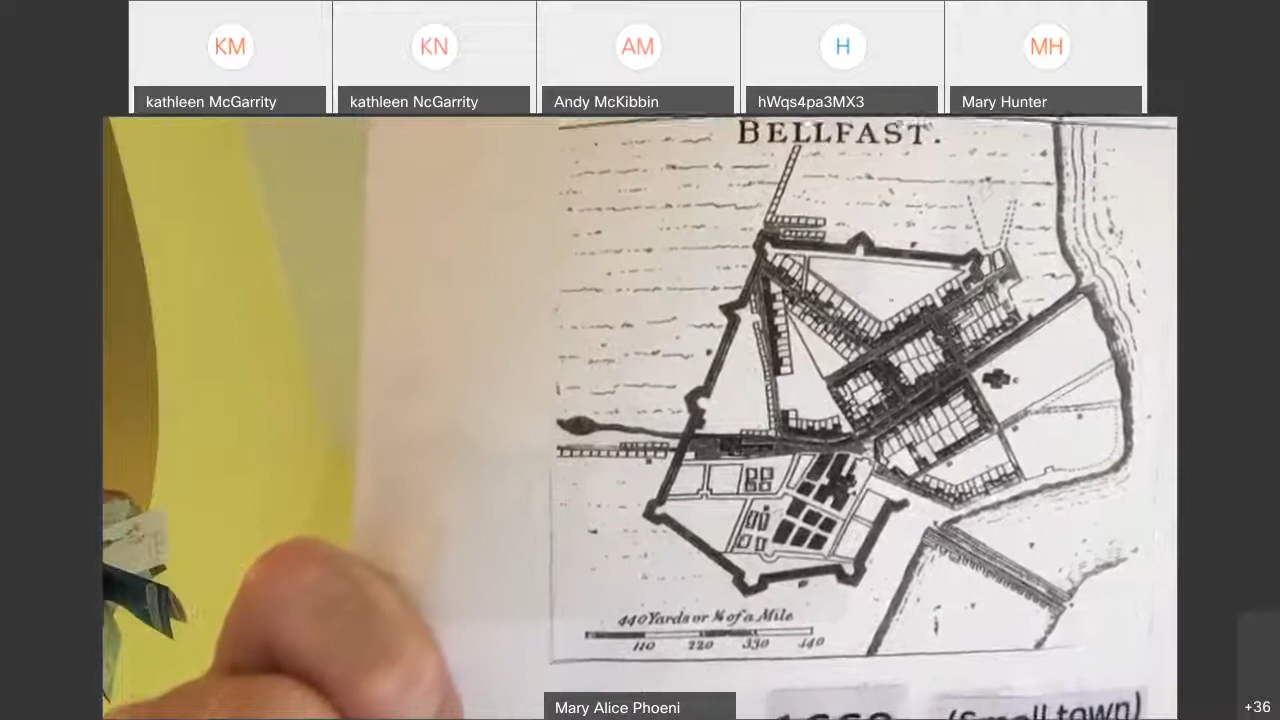 KM
KN
AM
H
MH
kathleen McGarrity
kathleen NcGarrity
Andy McKibbin
hWqs4pa3MX3
Mary Hunter
BELLFAST.
440 Yards or ¼ of a Mile
110 220 330 440
Mary Alice Phoeni
(Small town)
+36